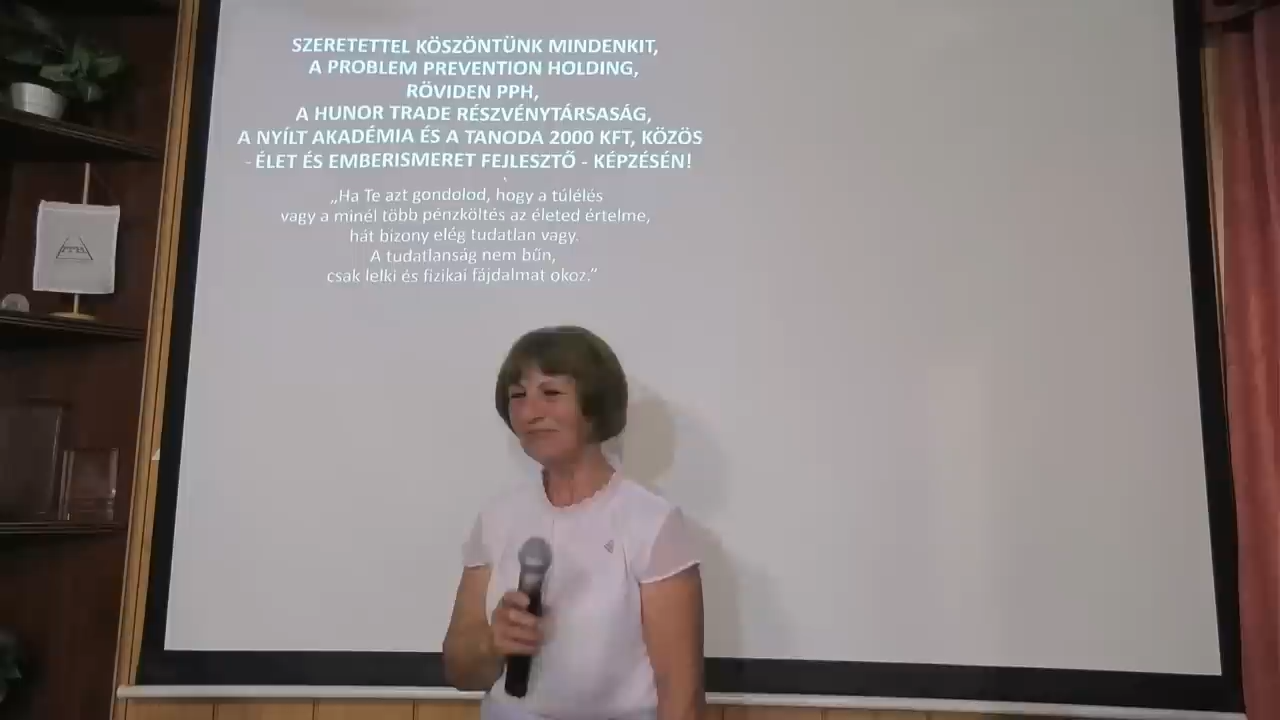 SZERETETTEL KÖSZÖNTÜNK MINDENKIT,
A PROBLEM PREVENTION HOLDING,
RÖVIDEN PPH,
A HUNOR TRADE RÉSZVÉNYTÁRSASÁG,
A NYÍLT AKADÉMIA ÉS A TANODA 2000 KFT, KÖZÖS
- ÉLET ÉS EMBERISMERET FEJLESZTŐ - KÉPZÉSÉN!
„Ha Te azt gondolod, hogy a túlélés
vagy a minél több pénzköltés az életed értelme,
hát bizony elég tudatlan vagy.
A tudatlanság nem bűn,
csak lelki és fizikai fájdalmat okoz.”